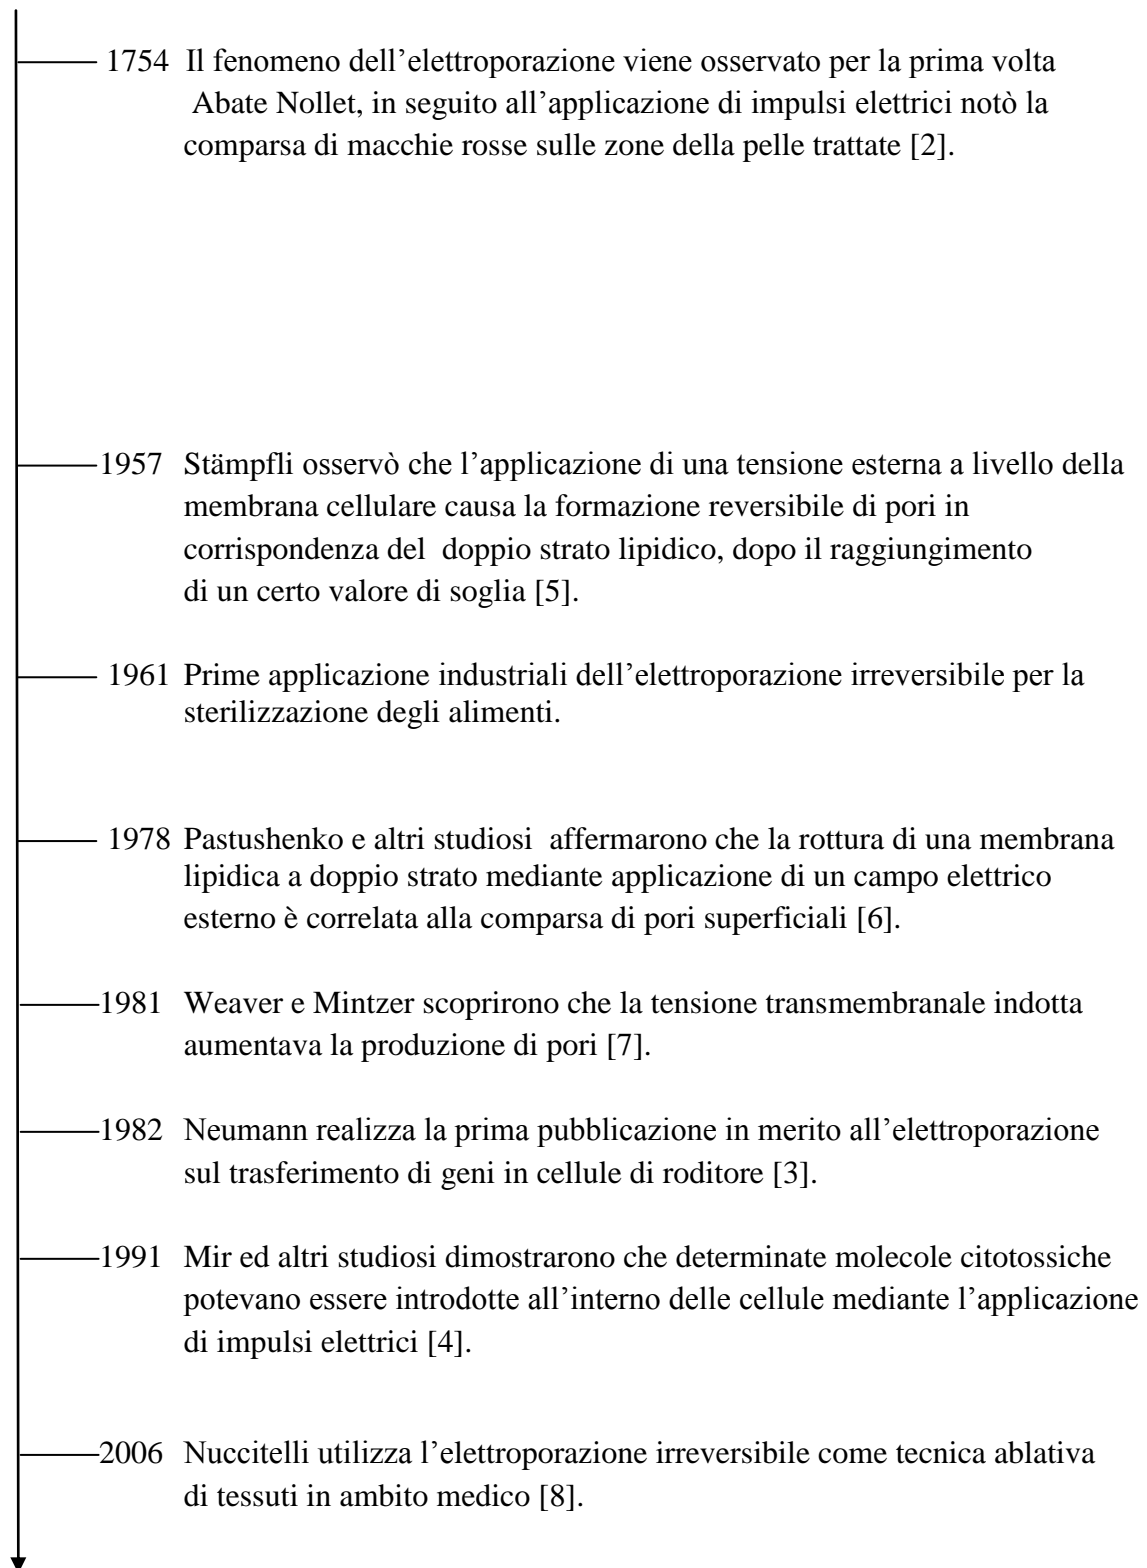 1754 Il fenomeno dell’elettroporazione viene osservato per la prima volta
Abate Nollet, in seguito all’applicazione di impulsi elettrici notò la
comparsa di macchie rosse sulle zone della pelle trattate [2].
1957 Stämpfli osservò che l’applicazione di una tensione esterna a livello della
membrana cellulare causa la formazione reversibile di pori in
corrispondenza del doppio strato lipidico, dopo il raggiungimento
di un certo valore di soglia [5].
1961 Prime applicazione industriali dell’elettroporazione irreversibile per la
sterilizzazione degli alimenti.
1978 Pastushenko e altri studiosi affermarono che la rottura di una membrana
lipidica a doppio strato mediante applicazione di un campo elettrico
esterno è correlata alla comparsa di pori superficiali [6].
1981 Weaver e Mintzer scoprirono che la tensione transmembranale indotta
aumentava la produzione di pori [7].
1982 Neumann realizza la prima pubblicazione in merito all’elettroporazione
sul trasferimento di geni in cellule di roditore [3].
1991 Mir ed altri studiosi dimostrarono che determinate molecole citotossiche
potevano essere introdotte all’interno delle cellule mediante l’applicazione
di impulsi elettrici [4].
2006 Nuccitelli utilizza l’elettroporazione irreversibile come tecnica ablativa
di tessuti in ambito medico [8].